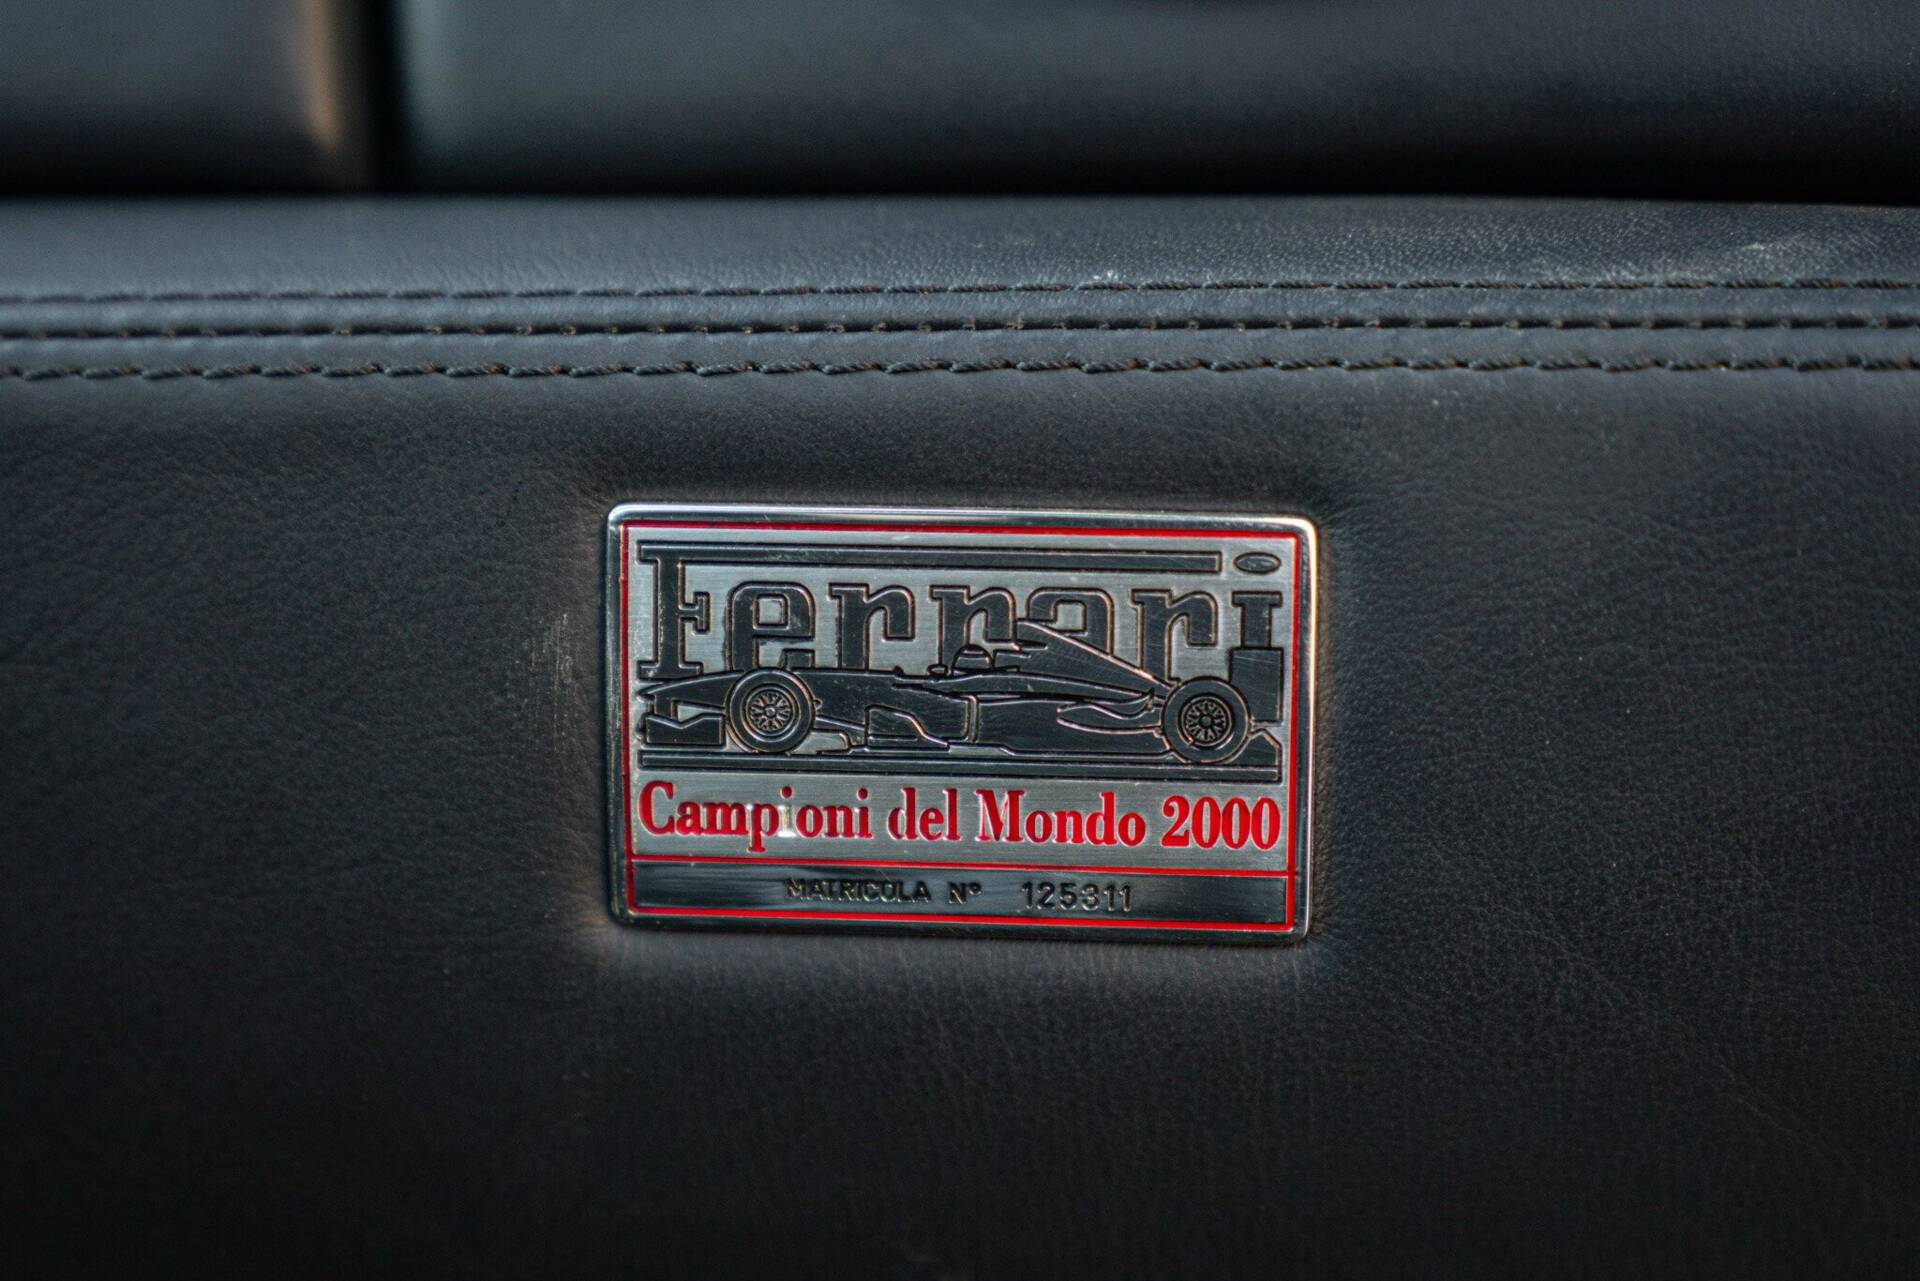 Ferrari
Campioni del Mondo 2000
MATRICOLA N° 125311